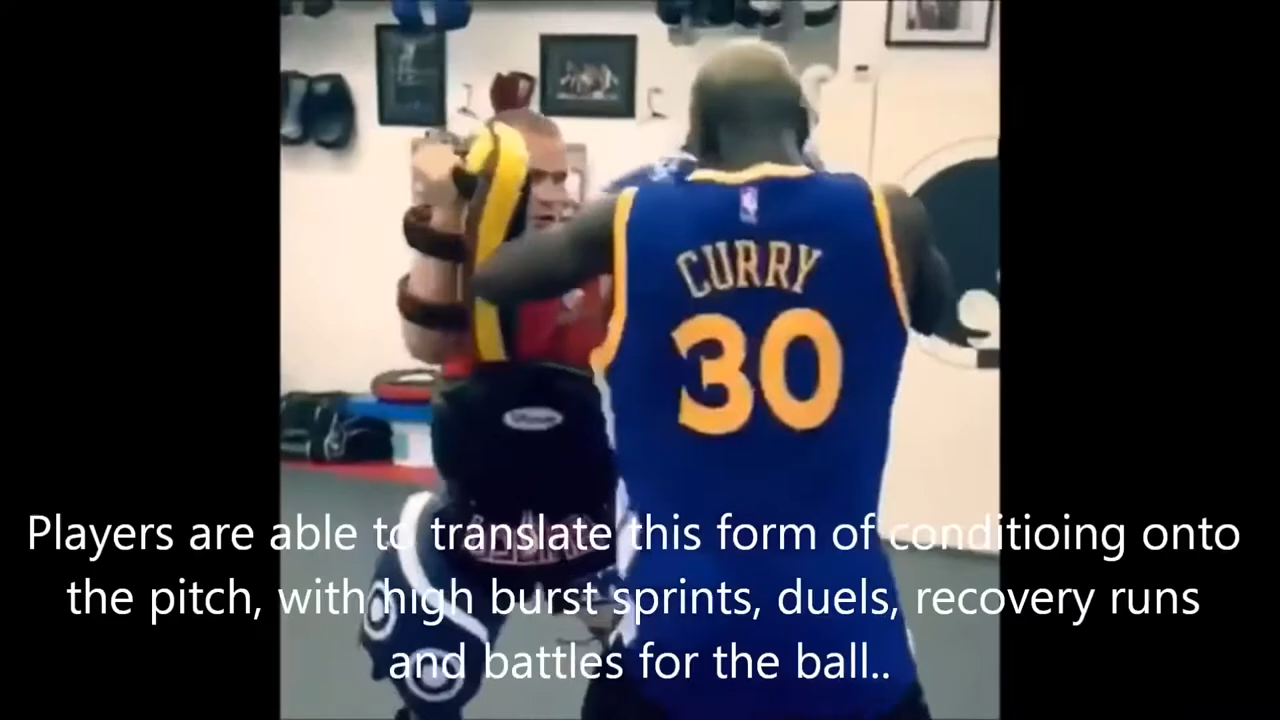 CURRY
30
Players are able to translate this form of conditioing onto
the pitch, with high burst sprints, duels, recovery runs
and battles for the ball..